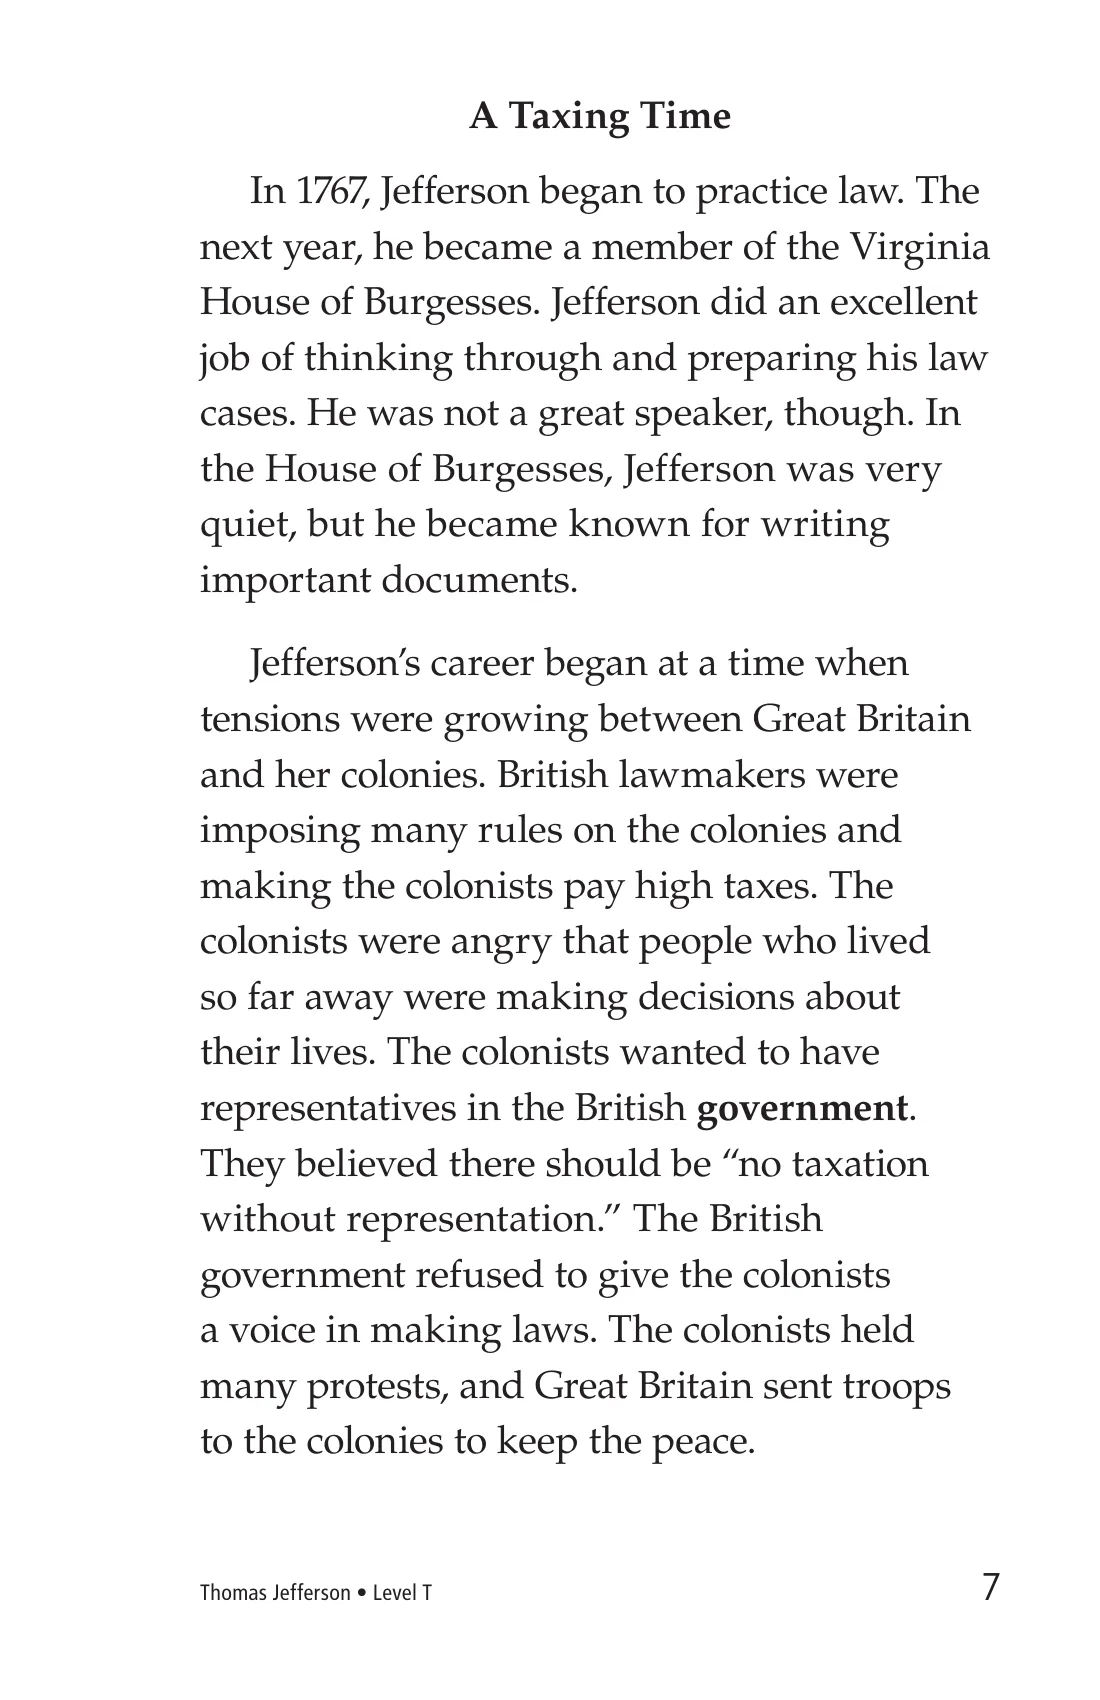 A Taxing Time
In 1767, Jefferson began to practice law. The
next year, he became a member of the Virginia
House of Burgesses. Jefferson did an excellent
job of thinking through and preparing his law
cases. He was not a great speaker, though. In
the House of Burgesses, Jefferson was very
quiet, but he became known for writing
important documents.
Jefferson’s career began at a time when
tensions were growing between Great Britain
and her colonies. British lawmakers were
imposing many rules on the colonies and
making the colonists pay high taxes. The
colonists were angry that people who lived
so far away were making decisions about
their lives. The colonists wanted to have
representatives in the British government.
They believed there should be “no taxation
without representation.” The British
government refused to give the colonists
a voice in making laws. The colonists held
many protests, and Great Britain sent troops
to the colonies to keep the peace.
Thomas Jefferson • Level T 7